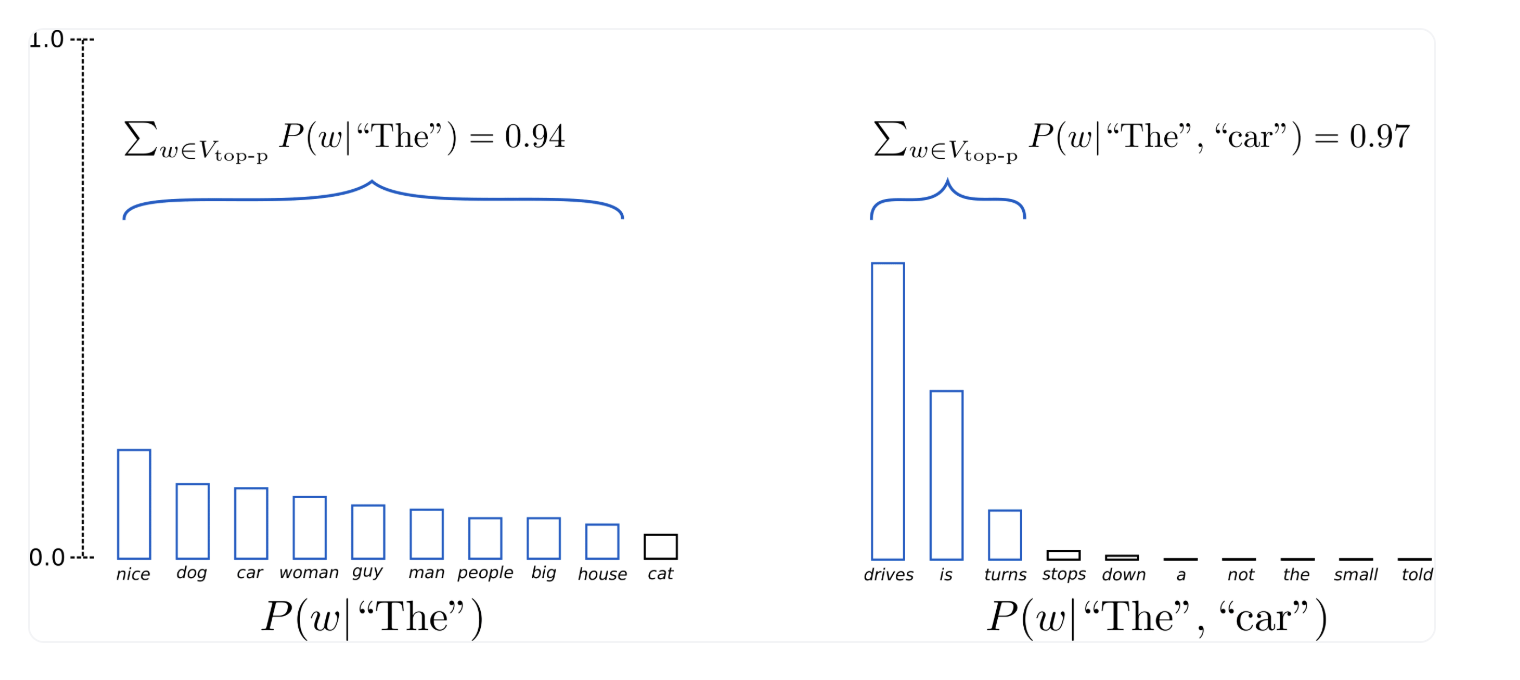 1.0
∑w∈Vtop-p P(w|“The”) = 0.94
∑w∈Vtop-p P(w|“The”, “car”) = 0.97
0.0
nice dog car woman guy man people big house cat
drives is turns stops down a not the small told
P(w|“The”)
P(w|“The”, “car”)